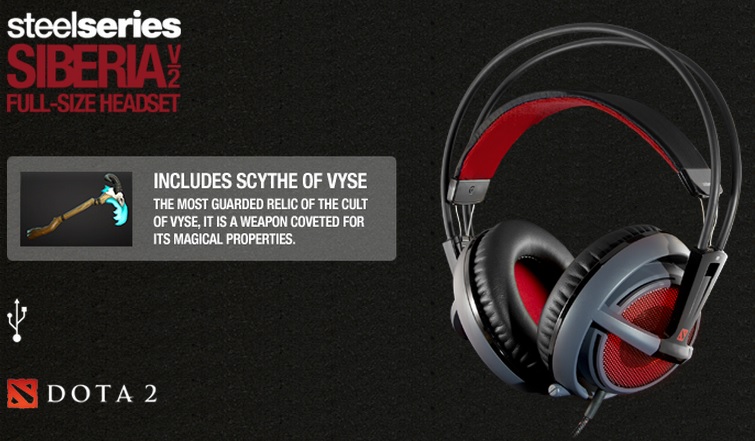 steelseries
SIBERIA V2
FULL-SIZE HEADSET
INCLUDES SCYTHE OF VYSE
THE MOST GUARDED RELIC OF THE CULT
OF VYSE, IT IS A WEAPON COVETED FOR
ITS MAGICAL PROPERTIES.
DOTA 2